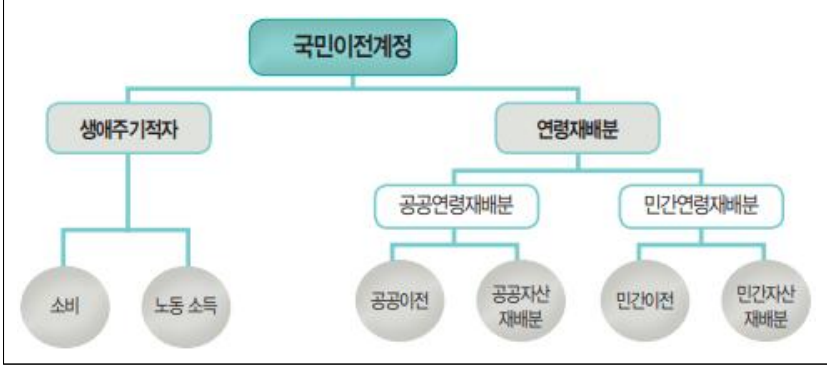 국민이전계정
생애주기적자
연령재배분
공공연령재배분
민간연령재배분
소비
노동 소득
공공이전
공공자산
재배분
민간이전
민간자산
재배분